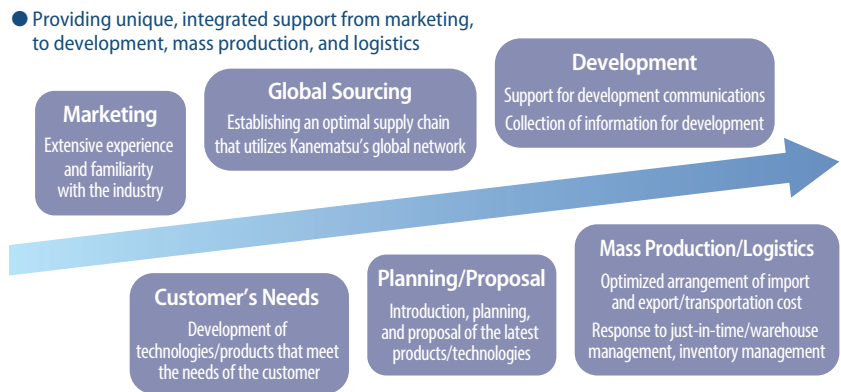 ● Providing unique, integrated support from marketing,
to development, mass production, and logistics
Marketing
Extensive experience
and familiarity
with the industry
Global Sourcing
Establishing an optimal supply chain
that utilizes Kanematsu's global network
Development
Support for development communications
Collection of information for development
Customer's Needs
Development of
technologies/products that meet
the needs of the customer
Planning/Proposal
Introduction, planning,
and proposal of the latest
products/technologies
Mass Production/Logistics
Optimized arrangement of import
and export/transportation cost
Response to just-in-time/warehouse
management, inventory management